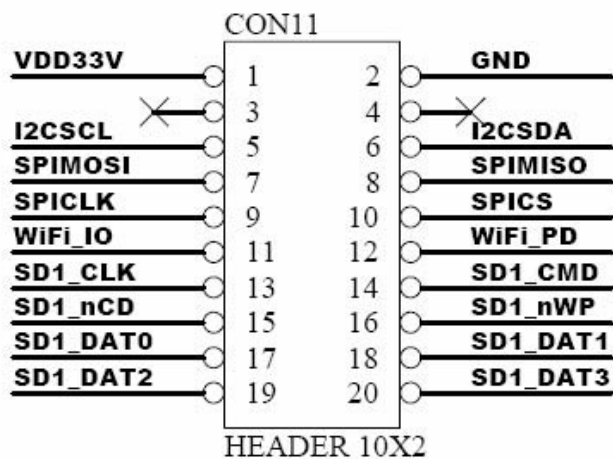 CON11
VDD33V 1 2 GND
3 4
I2CSCL 5 6 I2CSDA
SPIMOSI 7 8 SPIMISO
SPICLK 9 10 SPICS
WiFi_IO 11 12 WiFi_PD
SD1_CLK 13 14 SD1_CMD
SD1_nCD 15 16 SD1_nWP
SD1_DAT0 17 18 SD1_DAT1
SD1_DAT2 19 20 SD1_DAT3
HEADER 10X2